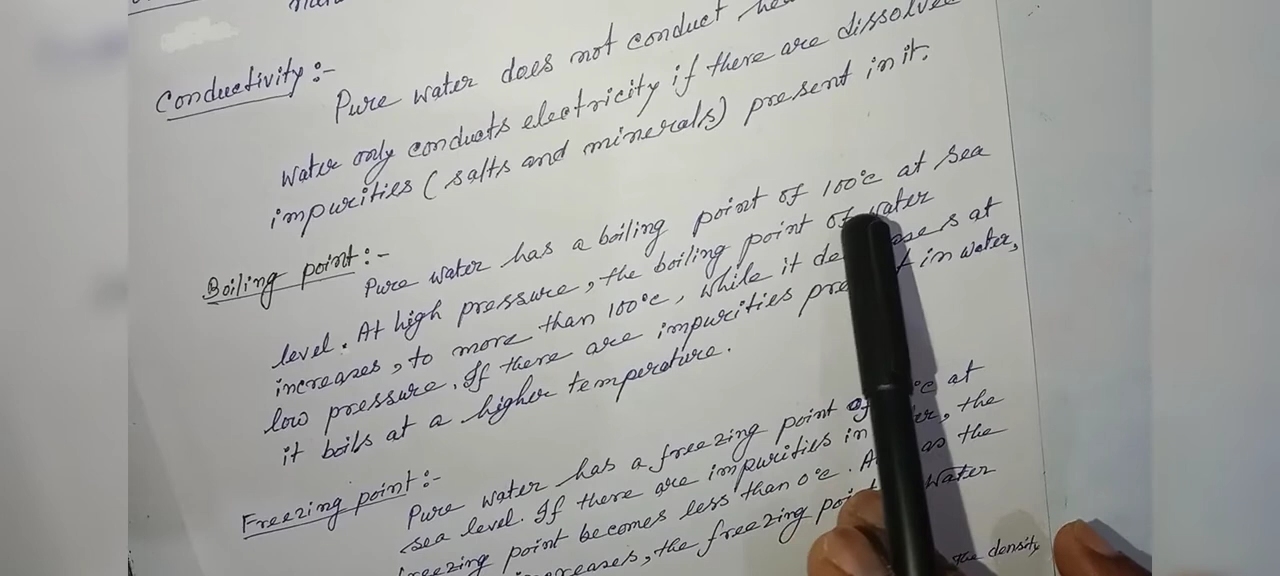 Conductivity :-
Pure water does not conduct
water only conducts electricity if there are dissolved
impurities ( salts and minerals ) present in it.
Boiling point :-
Pure water has a boiling point of 100°c at sea
level. At high pressure, the boiling point of water
increases, to more than 100°c, while it at
low pressure. If there are impurities in water,
it boils at a higher temperature.
Freezing point :-
Pure water has a freezing point at
sea level. If there are impurities in the
freezing point becomes less than 0°c. as the
the freezing water
The density